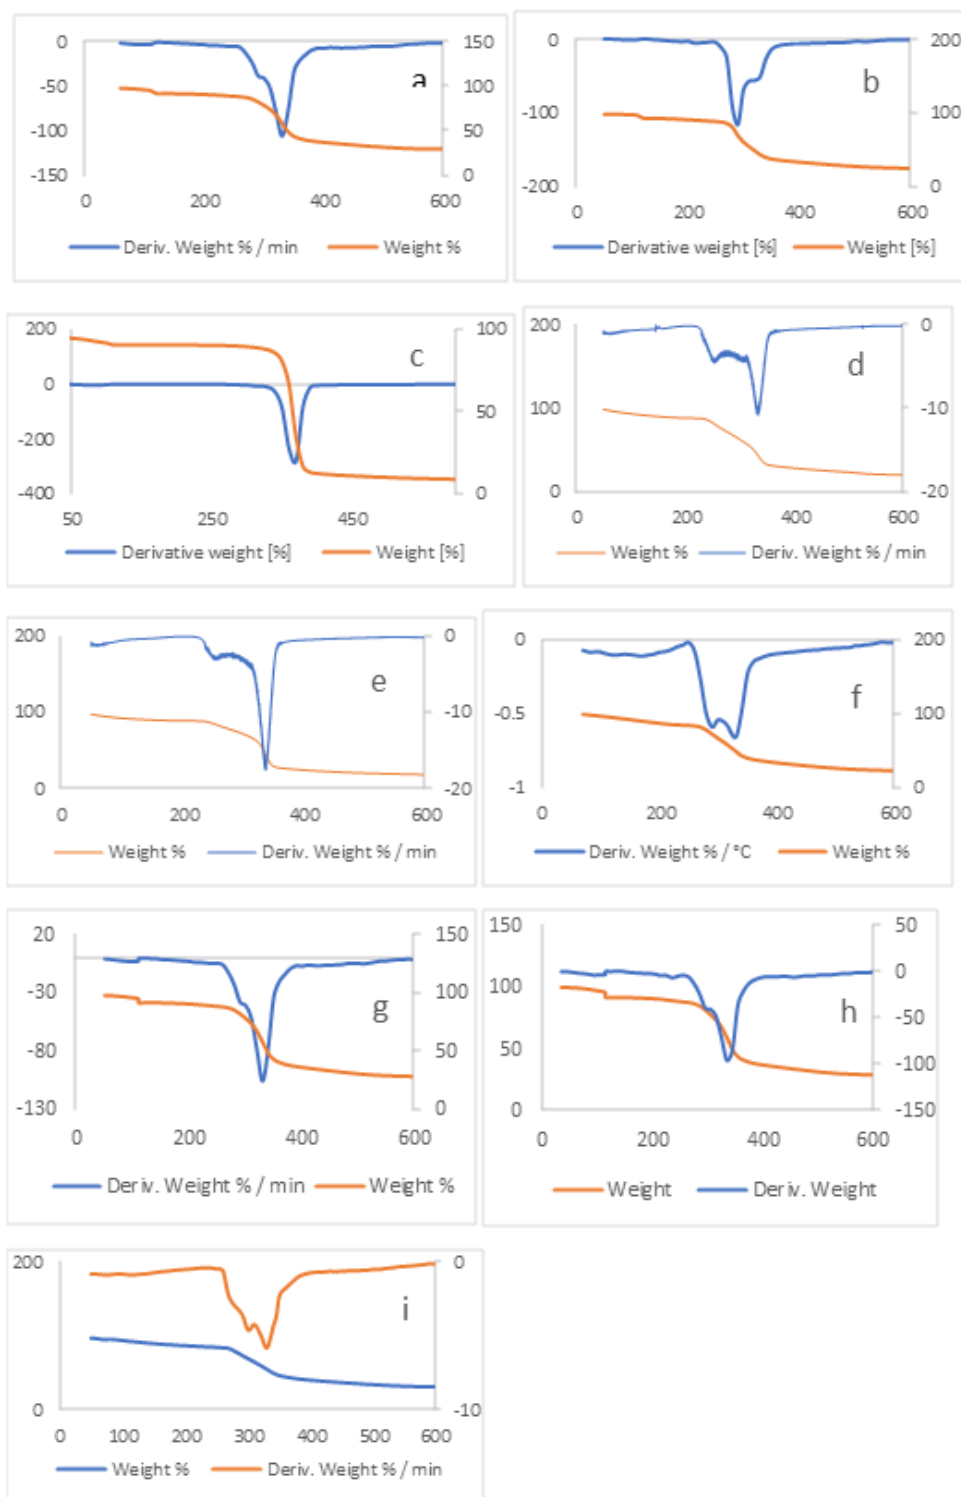 0 150
-50 a 100
-100 50
-150 0
0 200 400 600
Deriv. Weight % / min Weight %
0 200
-100 b 100
-200 0
0 200 400 600
Derivative weight [%] Weight [%]
200 100
0 c
-200 50
-400 0
50 250 450
Derivative weight [%] Weight [%]
200 0
100 d -10
0 -20
0 200 400 600
Weight % Deriv. Weight % / min
200 0
100 e -10
0 -20
0 200 400 600
Weight % Deriv. Weight % / min
0 200
-0.5 f 100
-1 0
0 200 400 600
Deriv. Weight % / °C Weight %
20 150
-30 g 100
-80 50
-130 0
0 200 400 600
Deriv. Weight % / min Weight %
150 50
100 h 0
50 -50
-100
0 -150
0 200 400 600
Weight Deriv. Weight
200 0
i
0 -10
0 100 200 300 400 500 600
Weight % Deriv. Weight % / min